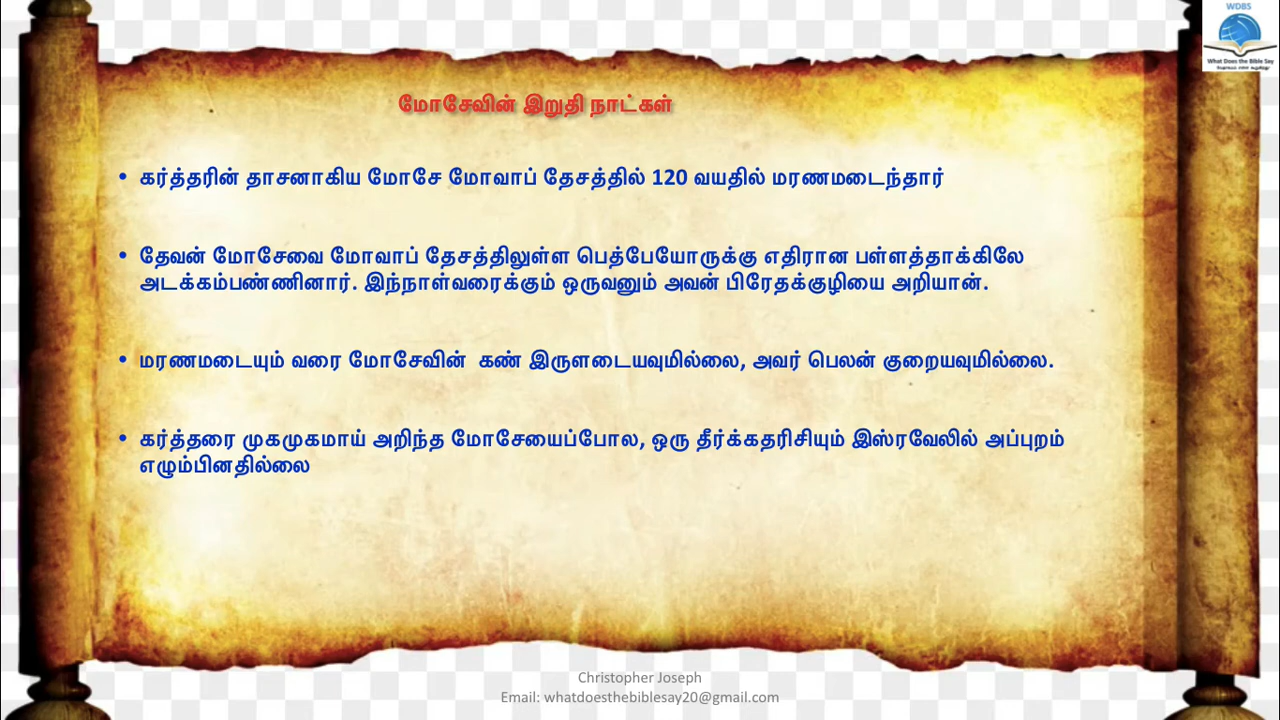 WDBS
What Does the Bible Say
மோசேவின் இறுதி நாட்கள்
• கர்த்தரின் தாசனாகிய மோசே மோவாப் தேசத்தில் 120 வயதில் மரணமடைந்தார்
• தேவன் மோசேவை மோவாப் தேசத்திலுள்ள பெத்பேயோருக்கு எதிரான பள்ளத்தாக்கிலே
அடக்கம்பண்ணினார். இந்நாள்வரைக்கும் ஒருவனும் அவன் பிரேதக்குழியை அறியான்.
• மரணமடையும் வரை மோசேவின் கண் இருளடையவுமில்லை, அவர் பெலன் குறையவுமில்லை.
• கர்த்தரை முகமுகமாய் அறிந்த மோசேயைப்போல, ஒரு தீர்க்கதரிசியும் இஸ்ரவேலில் அப்புறம்
எழும்பினதில்லை
Christopher Joseph
Email: whatdoesthebiblesay20@gmail.com